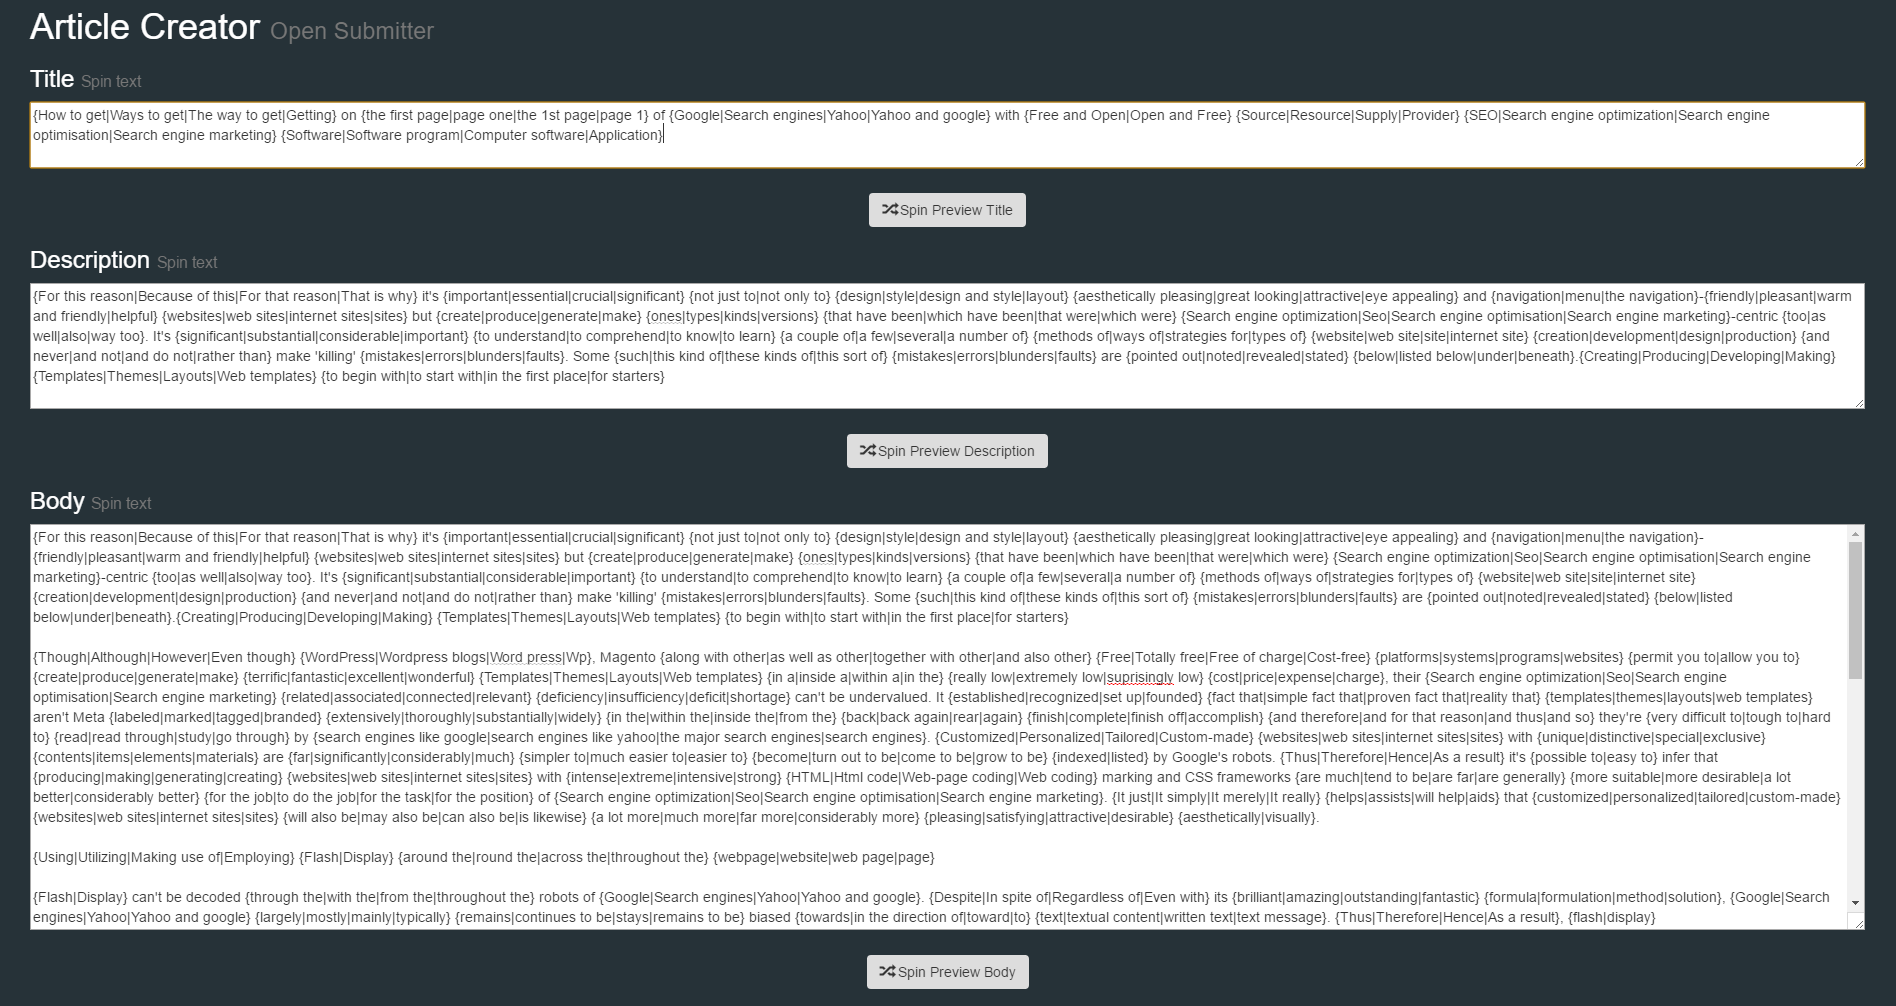 Article Creator Open Submitter
Title Spin text
{How to get|Ways to get|The way to get|Getting} on {the first page|page one|the 1st page|page 1} of {Google|Search engines|Yahoo|Yahoo and google} with {Free and Open|Open and Free} {Source|Resource|Supply|Provider} {SEO|Search engine optimization|Search engine
optimisation|Search engine marketing} {Software|Software program|Computer software|Application}
Spin Preview Title
Description Spin text
{For this reason|Because of this|For that reason|That is why} it's {important|essential|crucial|significant} {not just to|not only to} {design|style|design and style|layout} {aesthetically pleasing|great looking|attractive|eye appealing} and {navigation|menu|the navigation}-{friendly|pleasant|warm
and friendly|helpful} {websites|web sites|internet sites|sites} but {create|produce|generate|make} {ones|types|kinds|versions} {that have been|which have been|that were|which were} {Search engine optimization|Seo|Search engine optimisation|Search engine marketing}-centric {too|as
well|also|way too}. It's {significant|substantial|considerable|important} {to understand|to comprehend|to know|to learn} {a couple of|a few|several|a number of} {methods of|ways of|strategies for|types of} {website|web site|site|internet site} {creation|development|design|production} {and
never|and not|and do not|rather than} make 'killing' {mistakes|errors|blunders|faults}. Some {such|this kind of|these kinds of|this sort of} {mistakes|errors|blunders|faults} are {pointed out|noted|revealed|stated} {below|listed below|under|beneath}.{Creating|Producing|Developing|Making}
{Templates|Themes|Layouts|Web templates} {to begin with|to start with|in the first place|for starters}
Spin Preview Description
Body Spin text
{For this reason|Because of this|For that reason|That is why} it's {important|essential|crucial|significant} {not just to|not only to} {design|style|design and style|layout} {aesthetically pleasing|great looking|attractive|eye appealing} and {navigation|menu|the navigation}-
{friendly|pleasant|warm and friendly|helpful} {websites|web sites|internet sites|sites} but {create|produce|generate|make} {ones|types|kinds|versions} {that have been|which have been|that were|which were} {Search engine optimization|Seo|Search engine optimisation|Search engine
marketing}-centric {too|as well|also|way too}. It's {significant|substantial|considerable|important} {to understand|to comprehend|to know|to learn} {a couple of|a few|several|a number of} {methods of|ways of|strategies for|types of} {website|web site|site|internet site}
{creation|development|design|production} {and never|and not|and do not|rather than} make 'killing' {mistakes|errors|blunders|faults}. Some {such|this kind of|these kinds of|this sort of} {mistakes|errors|blunders|faults} are {pointed out|noted|revealed|stated} {below|listed
below|under|beneath}.{Creating|Producing|Developing|Making} {Templates|Themes|Layouts|Web templates} {to begin with|to start with|in the first place|for starters}
{Though|Although|However|Even though} {WordPress|Wordpress blogs|Word press|Wp}, Magento {along with other|as well as other|together with other|and also other} {Free|Totally free|Free of charge|Cost-free} {platforms|systems|programs|websites} {permit you to|allow you to}
{create|produce|generate|make} {terrific|fantastic|excellent|wonderful} {Templates|Themes|Layouts|Web templates} {in a|inside a|within a|in the} {really low|extremely low|suprisingly low} {cost|price|expense|charge}, their {Search engine optimization|Seo|Search engine
optimisation|Search engine marketing} {related|associated|connected|relevant} {deficiency|insufficiency|deficit|shortage} can't be undervalued. It {established|recognized|set up|founded} {fact that|simple fact that|proven fact that|reality that} {templates|themes|layouts|web templates}
aren't Meta {labeled|marked|tagged|branded} {extensively|thoroughly|substantially|widely} {in the|within the|inside the|from the} {back|back again|rear|again} {finish|complete|finish off|accomplish} {and therefore|and for that reason|and thus|and so} they're {very difficult to|tough to|hard
to} {read|read through|study|go through} by {search engines like google|search engines like yahoo|the major search engines|search engines}. {Customized|Personalized|Tailored|Custom-made} {websites|web sites|internet sites|sites} with {unique|distinctive|special|exclusive}
{contents|items|elements|materials} are {far|significantly|considerably|much} {simpler to|much easier to|easier to} {become|turn out to be|come to be|grow to be} {indexed|listed} by Google's robots. {Thus|Therefore|Hence|As a result} it's {possible to|easy to} infer that
{producing|making|generating|creating} {websites|web sites|internet sites|sites} with {intense|extreme|intensive|strong} {HTML|Html code|Web-page coding|Web coding} marking and CSS frameworks {are much|tend to be|are far|are generally} {more suitable|more desirable|a lot
better|considerably better} {for the job|to do the job|for the task|for the position} of {Search engine optimization|Seo|Search engine optimisation|Search engine marketing}. {It just|It simply|It merely|It really} {helps|assists|will help|aids} that {customized|personalized|tailored|custom-made}
{websites|web sites|internet sites|sites} {will also be|may also be|can also be|is likewise} {a lot more|much more|far more|considerably more} {pleasing|satisfying|attractive|desirable} {aesthetically|visually}.
{Using|Utilizing|Making use of|Employing} {Flash|Display} {around the|round the|across the|throughout the} {webpage|website|web page|page}
{Flash|Display} can't be decoded {through the|with the|from the|throughout the} robots of {Google|Search engines|Yahoo|Yahoo and google}. {Despite|In spite of|Regardless of|Even with} its {brilliant|amazing|outstanding|fantastic} {formula|formulation|method|solution}, {Google|Search
engines|Yahoo|Yahoo and google} {largely|mostly|mainly|typically} {remains|continues to be|stays|remains to be} biased {towards|in the direction of|toward|to} {text|textual content|written text|text message}. {Thus|Therefore|Hence|As a result}, {flash|display}
Spin Preview Body